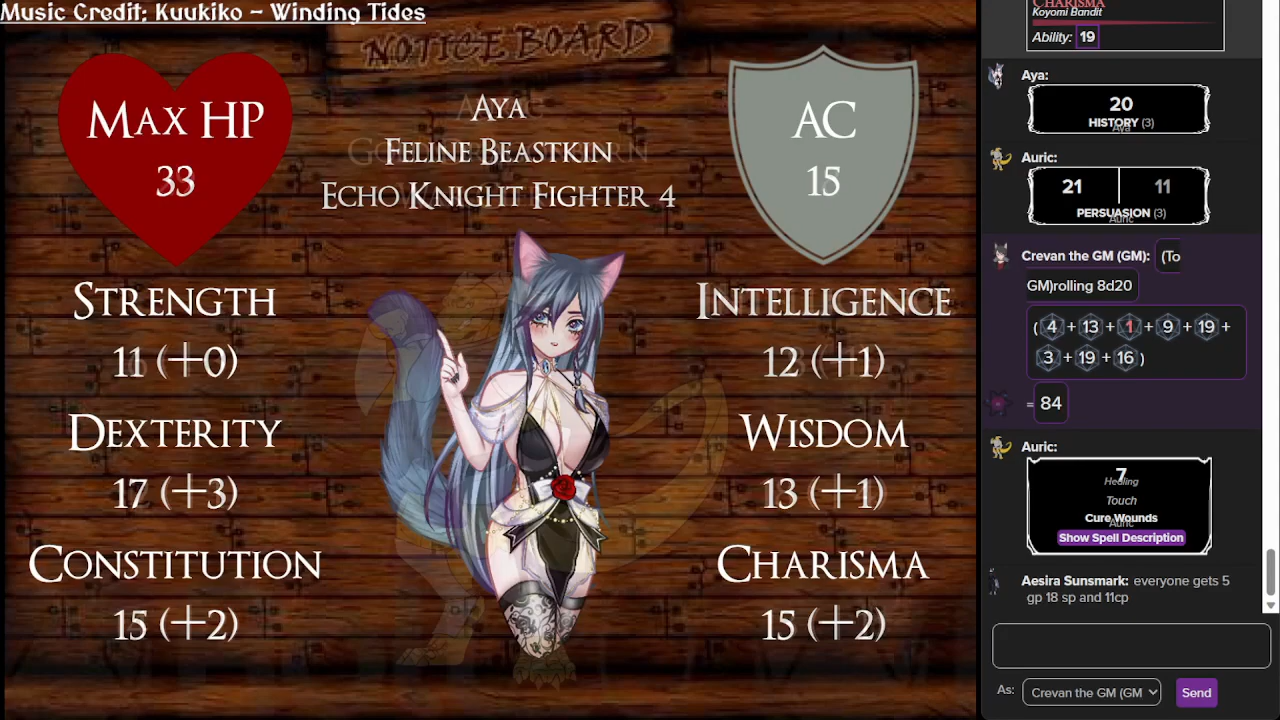 Music Credit: Kuukiko - Winding Tides
NOTICE BOARD
MAX HP
33
AYA
FELINE BEASTKIN
ECHO KNIGHT FIGHTER 4
AC
15
STRENGTH
11 (+0)
DEXTERITY
17 (+3)
CONSTITUTION
15 (+2)
INTELLIGENCE
12 (+1)
WISDOM
13 (+1)
CHARISMA
15 (+2)
CHARISMA
Koyomi Bandit
Ability: 19
Aya:
20
HISTORY (3)
Aya
Auric:
21 11
PERSUASION (3)
Auric
Crevan the GM (GM): (To
GM)rolling 8d20
(4+13+1+9+19+
3+19+16)
= 84
Auric:
7
Healing
Touch
Cure Wounds
Auric
Show Spell Description
Aesira Sunsmark: everyone gets 5
gp 18 sp and 11cp
As: Crevan the GM (GM Send